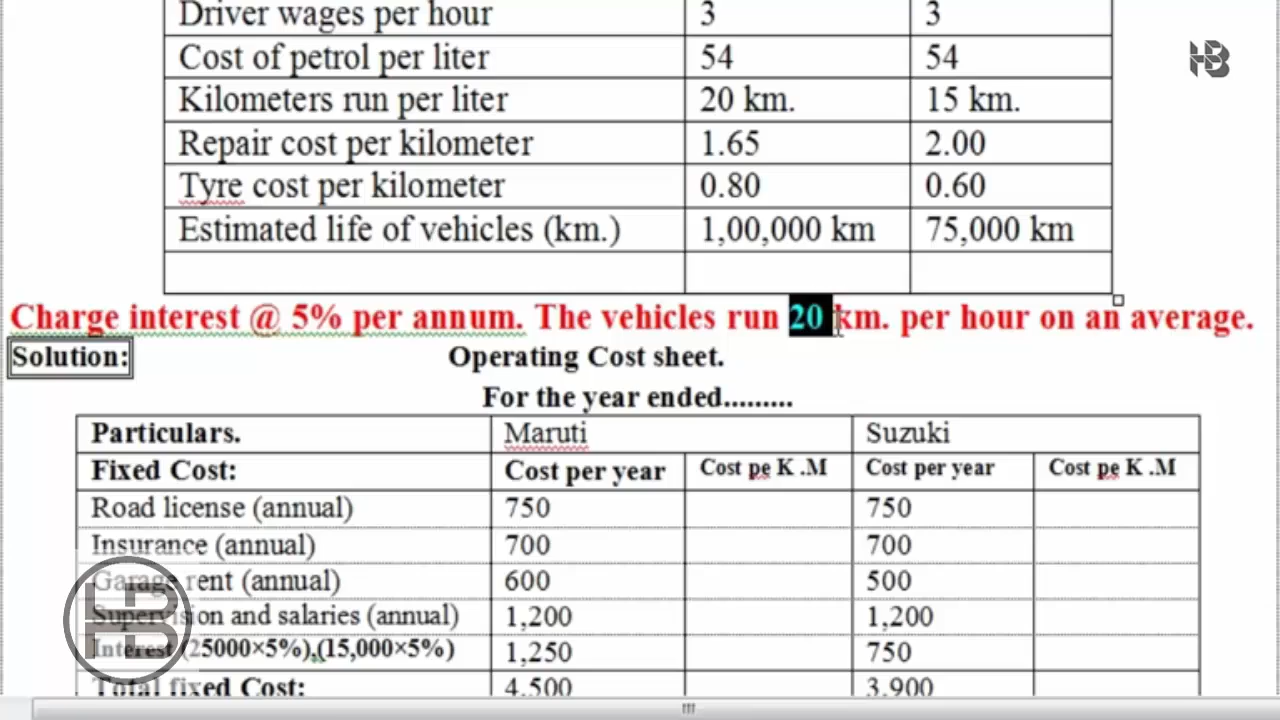 Driver wages per hour 3 3
Cost of petrol per liter 54 54
Kilometers run per liter 20 km. 15 km.
Repair cost per kilometer 1.65 2.00
Tyre cost per kilometer 0.80 0.60
Estimated life of vehicles (km.) 1,00,000 km 75,000 km
Charge interest @ 5% per annum. The vehicles run 20 km. per hour on an average.
Solution: Operating Cost sheet.
For the year ended.........
Particulars. Maruti Suzuki
Fixed Cost: Cost per year Cost pe K .M Cost per year Cost pe K .M
Road license (annual) 750 750
Insurance (annual) 700 700
Garage rent (annual) 600 500
Supervision and salaries (annual) 1,200 1,200
Interest (25000×5%),(15,000×5%) 1,250 750
Total fixed Cost: 4,500 3,900